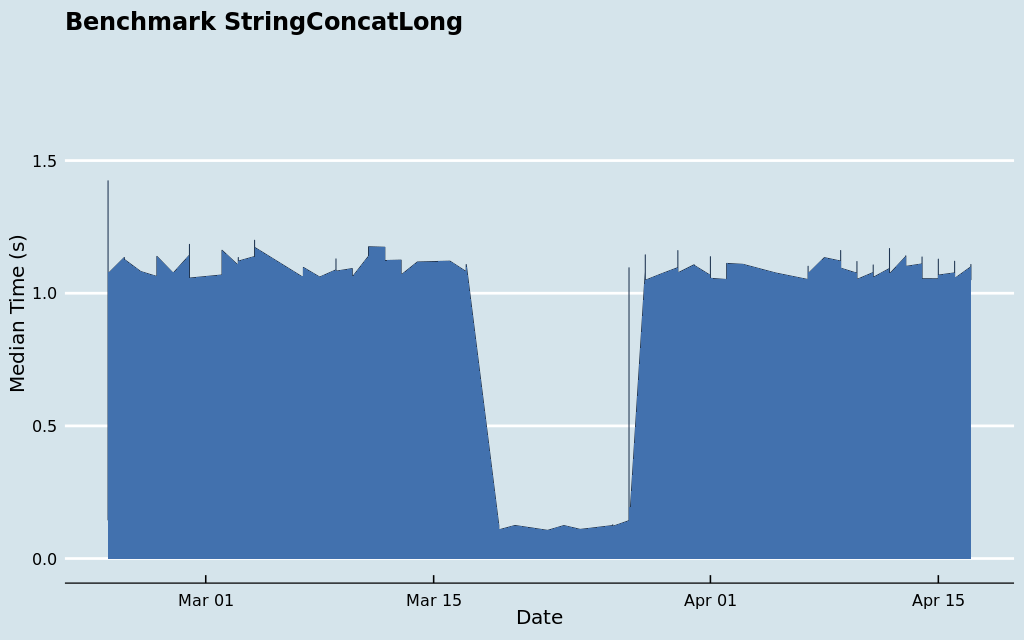 Benchmark StringConcatLong
Median Time (s)
1.5
1.0
0.5
0.0
Mar 01
Mar 15
Apr 01
Apr 15
Date